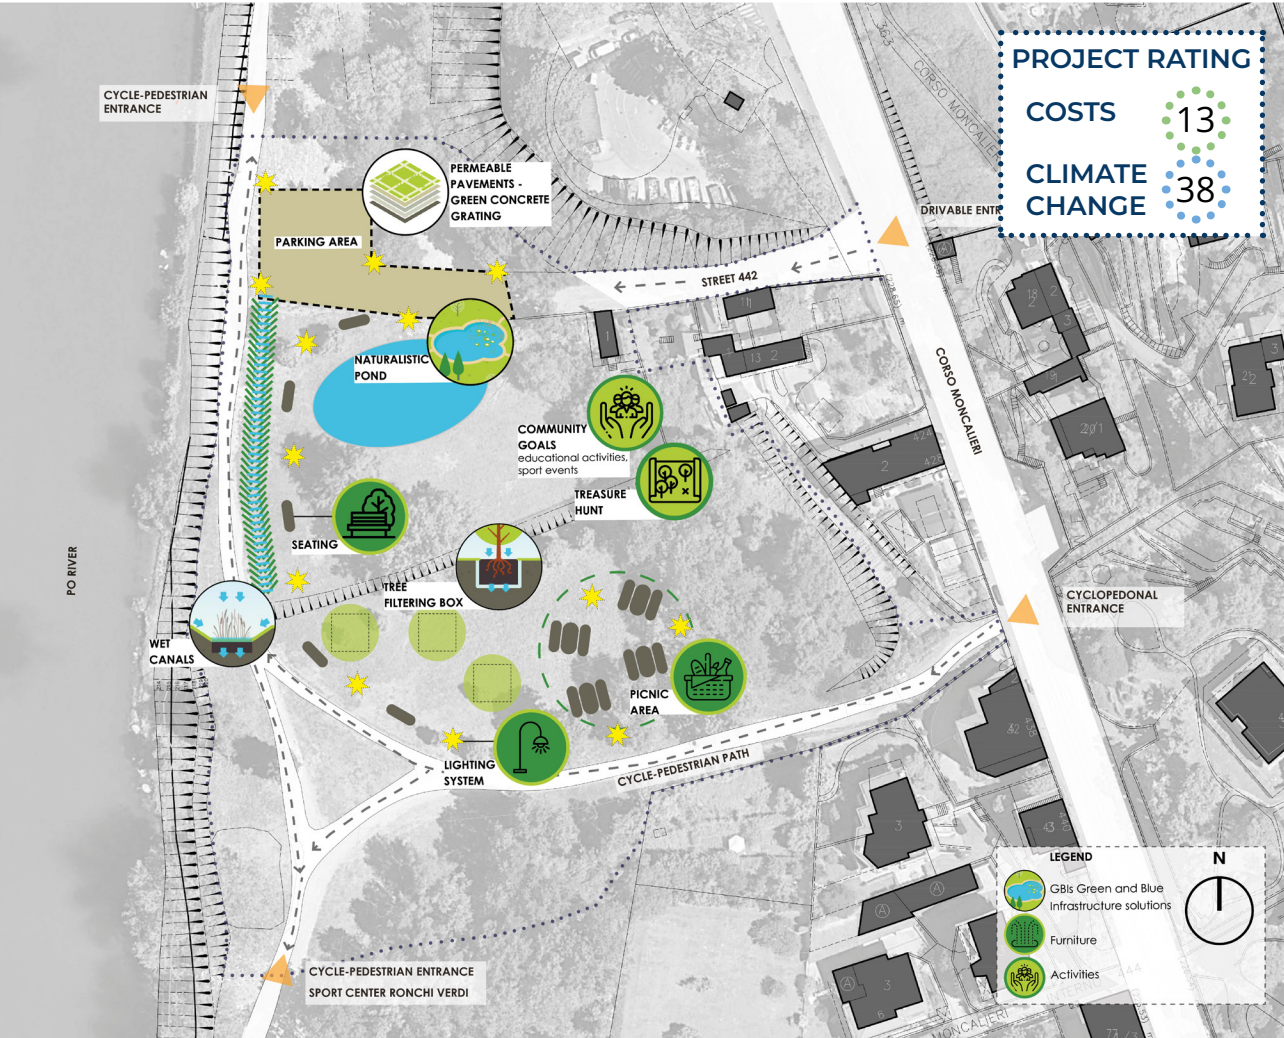 PROJECT RATING
COSTS
13
CLIMATE
CHANGE
38
CORSO MONCALIERI
CYCLE-PEDESTRIAN
ENTRANCE
PERMEABLE
PAVEMENTS -
GREEN CONCRETE
GRATING
PARKING AREA
DRIVABLE ENTR
STREET 442
NATURALISTIC
POND
CORSO MONCALIERI
COMMUNITY
GOALS
educational activities,
sport events
TREASURE
HUNT
SEATING
PO RIVER
TREE
FILTERING BOX
WET
CANALS
CYCLOPEDONAL
ENTRANCE
PICNIC
AREA
LIGHTING
SYSTEM
CYCLE-PEDESTRIAN PATH
CYCLE-PEDESTRIAN ENTRANCE
SPORT CENTER RONCHI VERDI
LEGEND
GBIs Green and Blue
Infrastructure solutions
Furniture
Activities
N
MONCALIERI